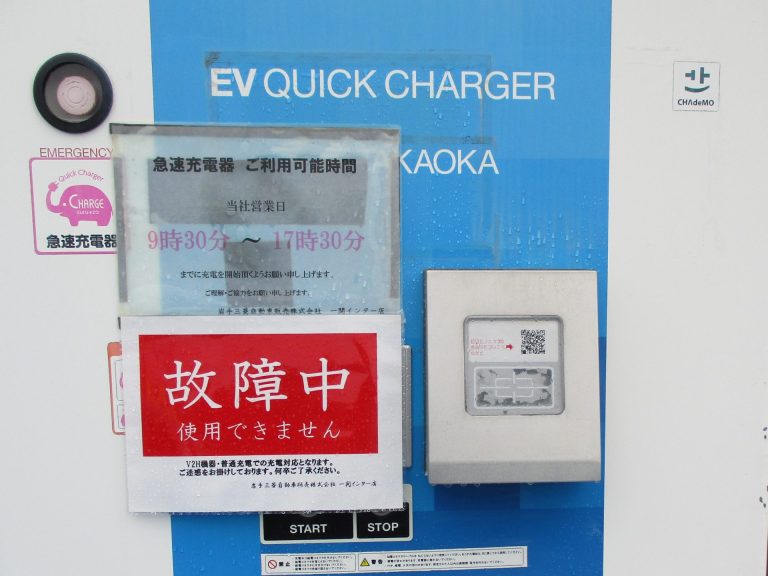 EV QUICK CHARGER
CHAdeMO
EMERGENCY
KAOKA
Quick Charger
CHARGE
急速充電器
急速充電器 ご利用可能時間
当社営業日
9時30分 ~ 17時30分
までに充電を開始頂くようお願い申し上げます。
ご理解・ご協力をお願い申し上げます。
岩手三菱自動車販売株式会社 一関インター店
故障中
使用できません
V2H機器・普通充電での充電対応となります。
ご迷惑をお掛けしております。何卒ご了承ください。
岩手三菱自動車販売株式会社 一関インター店
START
STOP
禁止
警告